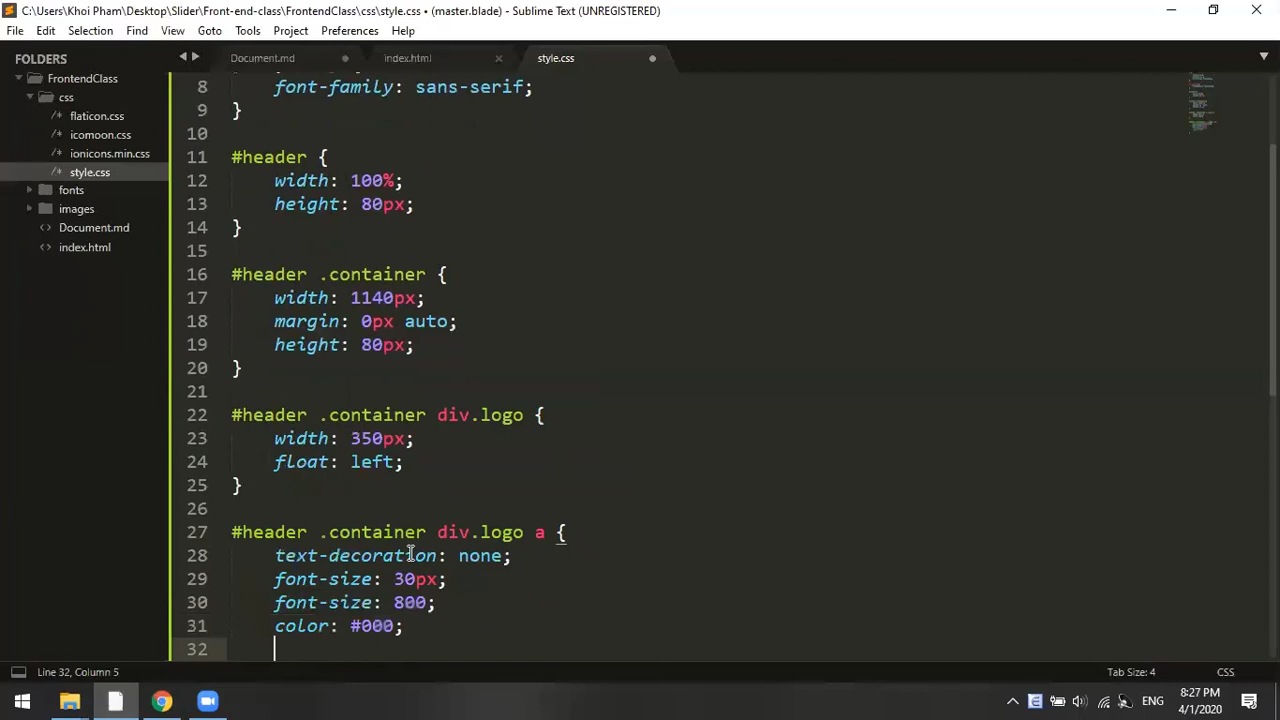 C:\Users\Khoi Pham\Desktop\Slider\Front-end-class\FrontendClass\css\style.css • (master.blade) - Sublime Text (UNREGISTERED)
File Edit Selection Find View Goto Tools Project Preferences Help
FOLDERS
FrontendClass
css
/* flaticon.css
/* icomoon.css
/* ionicons.min.css
/* style.css
fonts
images
<> Document.md
<> index.html
Document.md index.html style.css
8 font-family: sans-serif;
9 }
10
11 #header {
12 width: 100%;
13 height: 80px;
14 }
15
16 #header .container {
17 width: 1140px;
18 margin: 0px auto;
19 height: 80px;
20 }
21
22 #header .container div.logo {
23 width: 350px;
24 float: left;
25 }
26
27 #header .container div.logo a {
28 text-decoration: none;
29 font-size: 30px;
30 font-size: 800;
31 color: #000;
32
Line 32, Column 5 Tab Size: 4 CSS
ENG 8:27 PM
4/1/2020